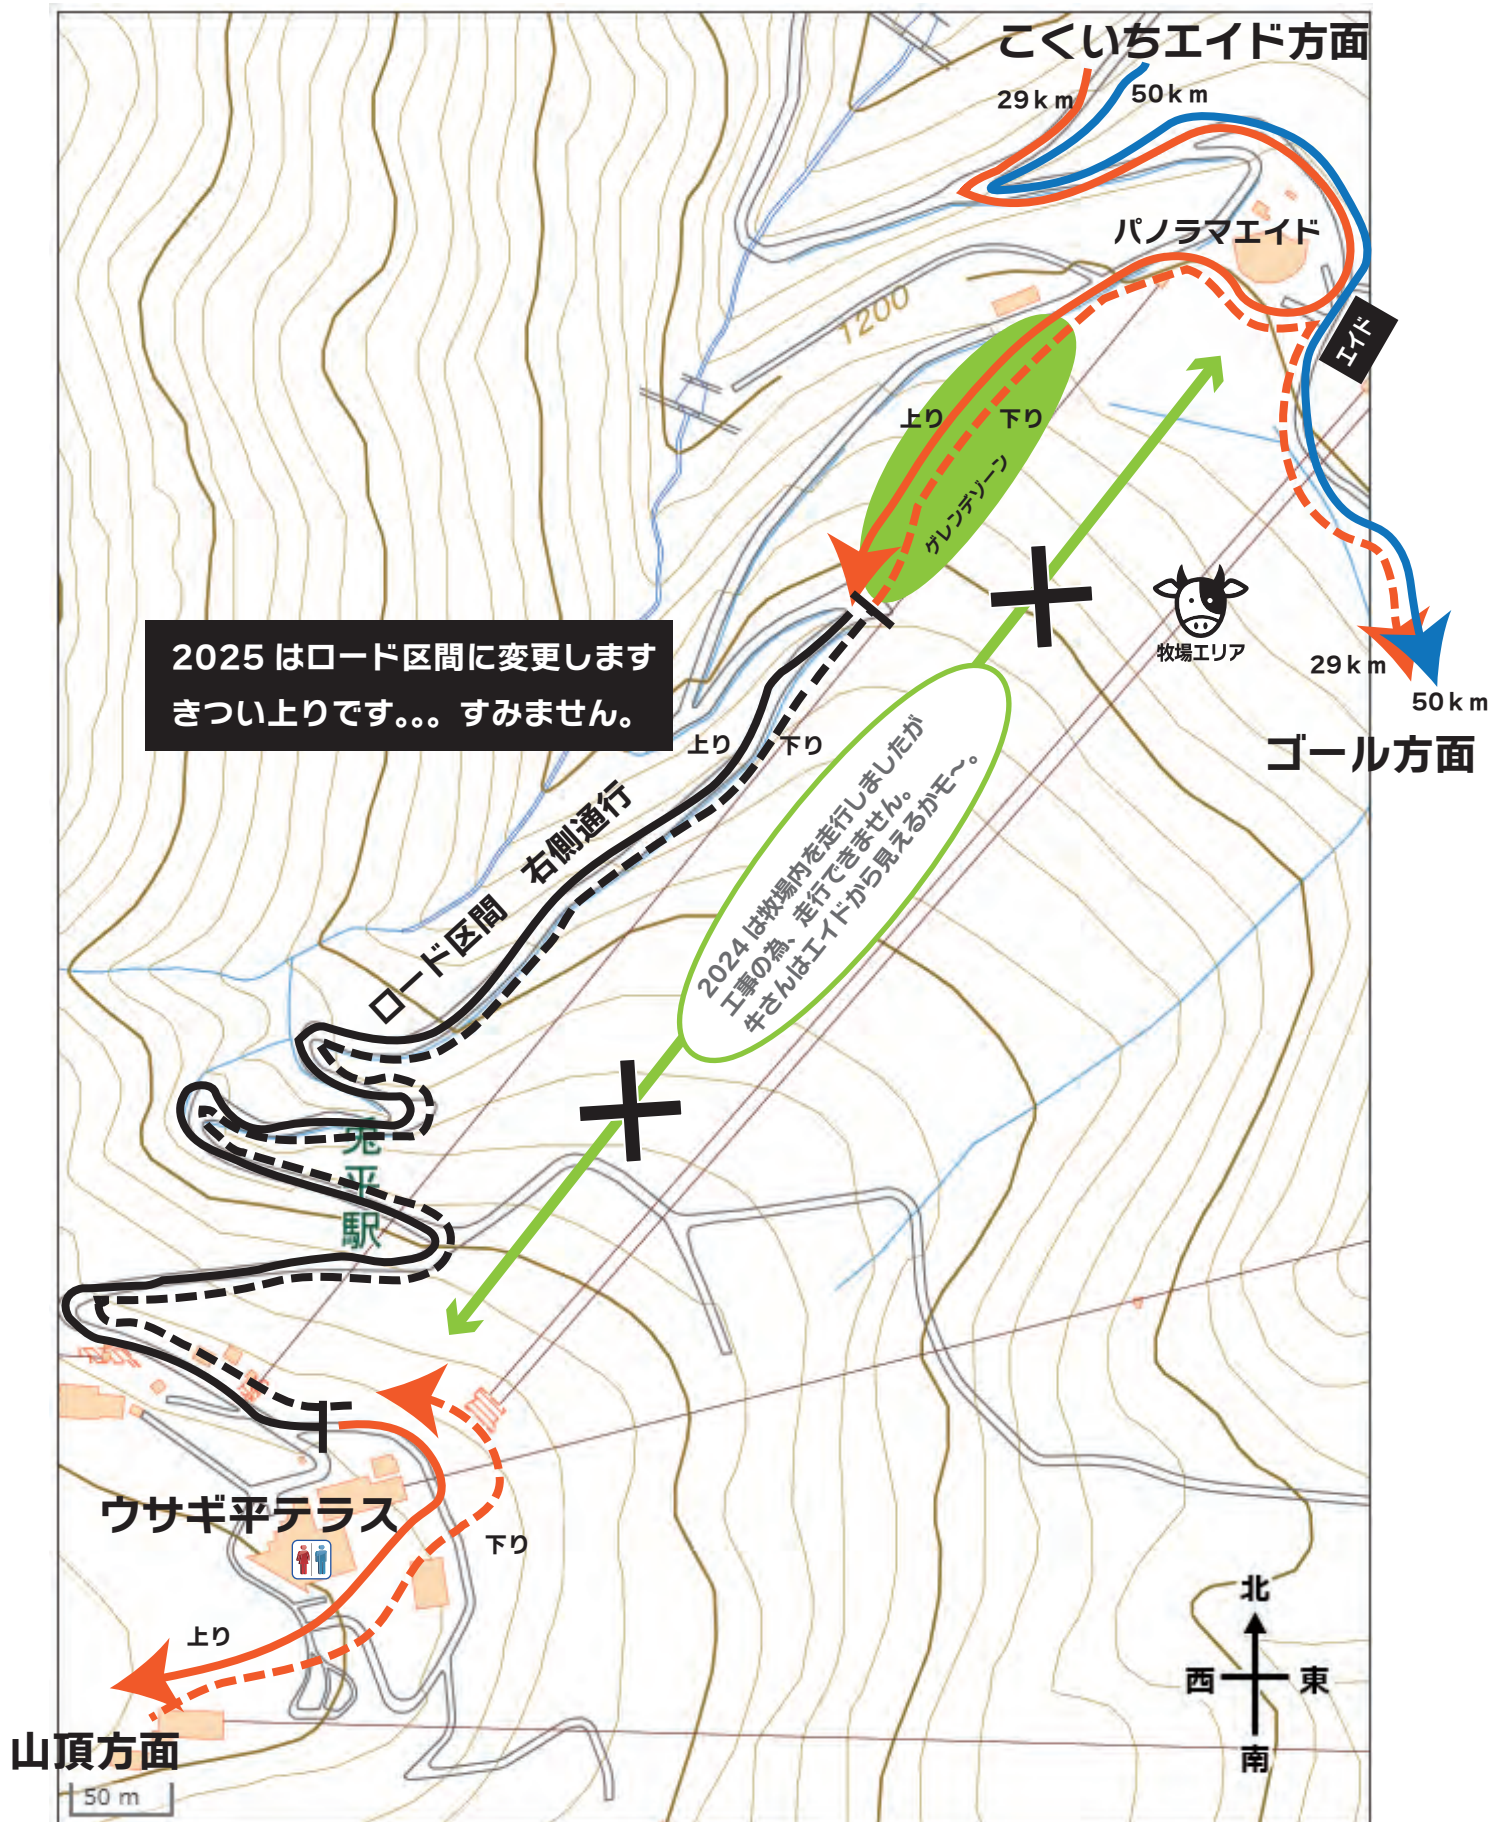 こくいちエイド方面
29km
50km
パノラマエイド
1200
エイド
上り
下り
ゲレンデゾーン
牧場エリア
29km
50km
ゴール方面
2025 はロード区間に変更します
きつい上りです。。。すみません。
上り
下り
2024 は牧場内を走行しましたが
工事の為、走行できません。
牛さんはエイドから見えるかモ〜。
ロード区間 右側通行
兎平駅
ウサギ平テラス
下り
上り
山頂方面
50 m
北
西
東
南